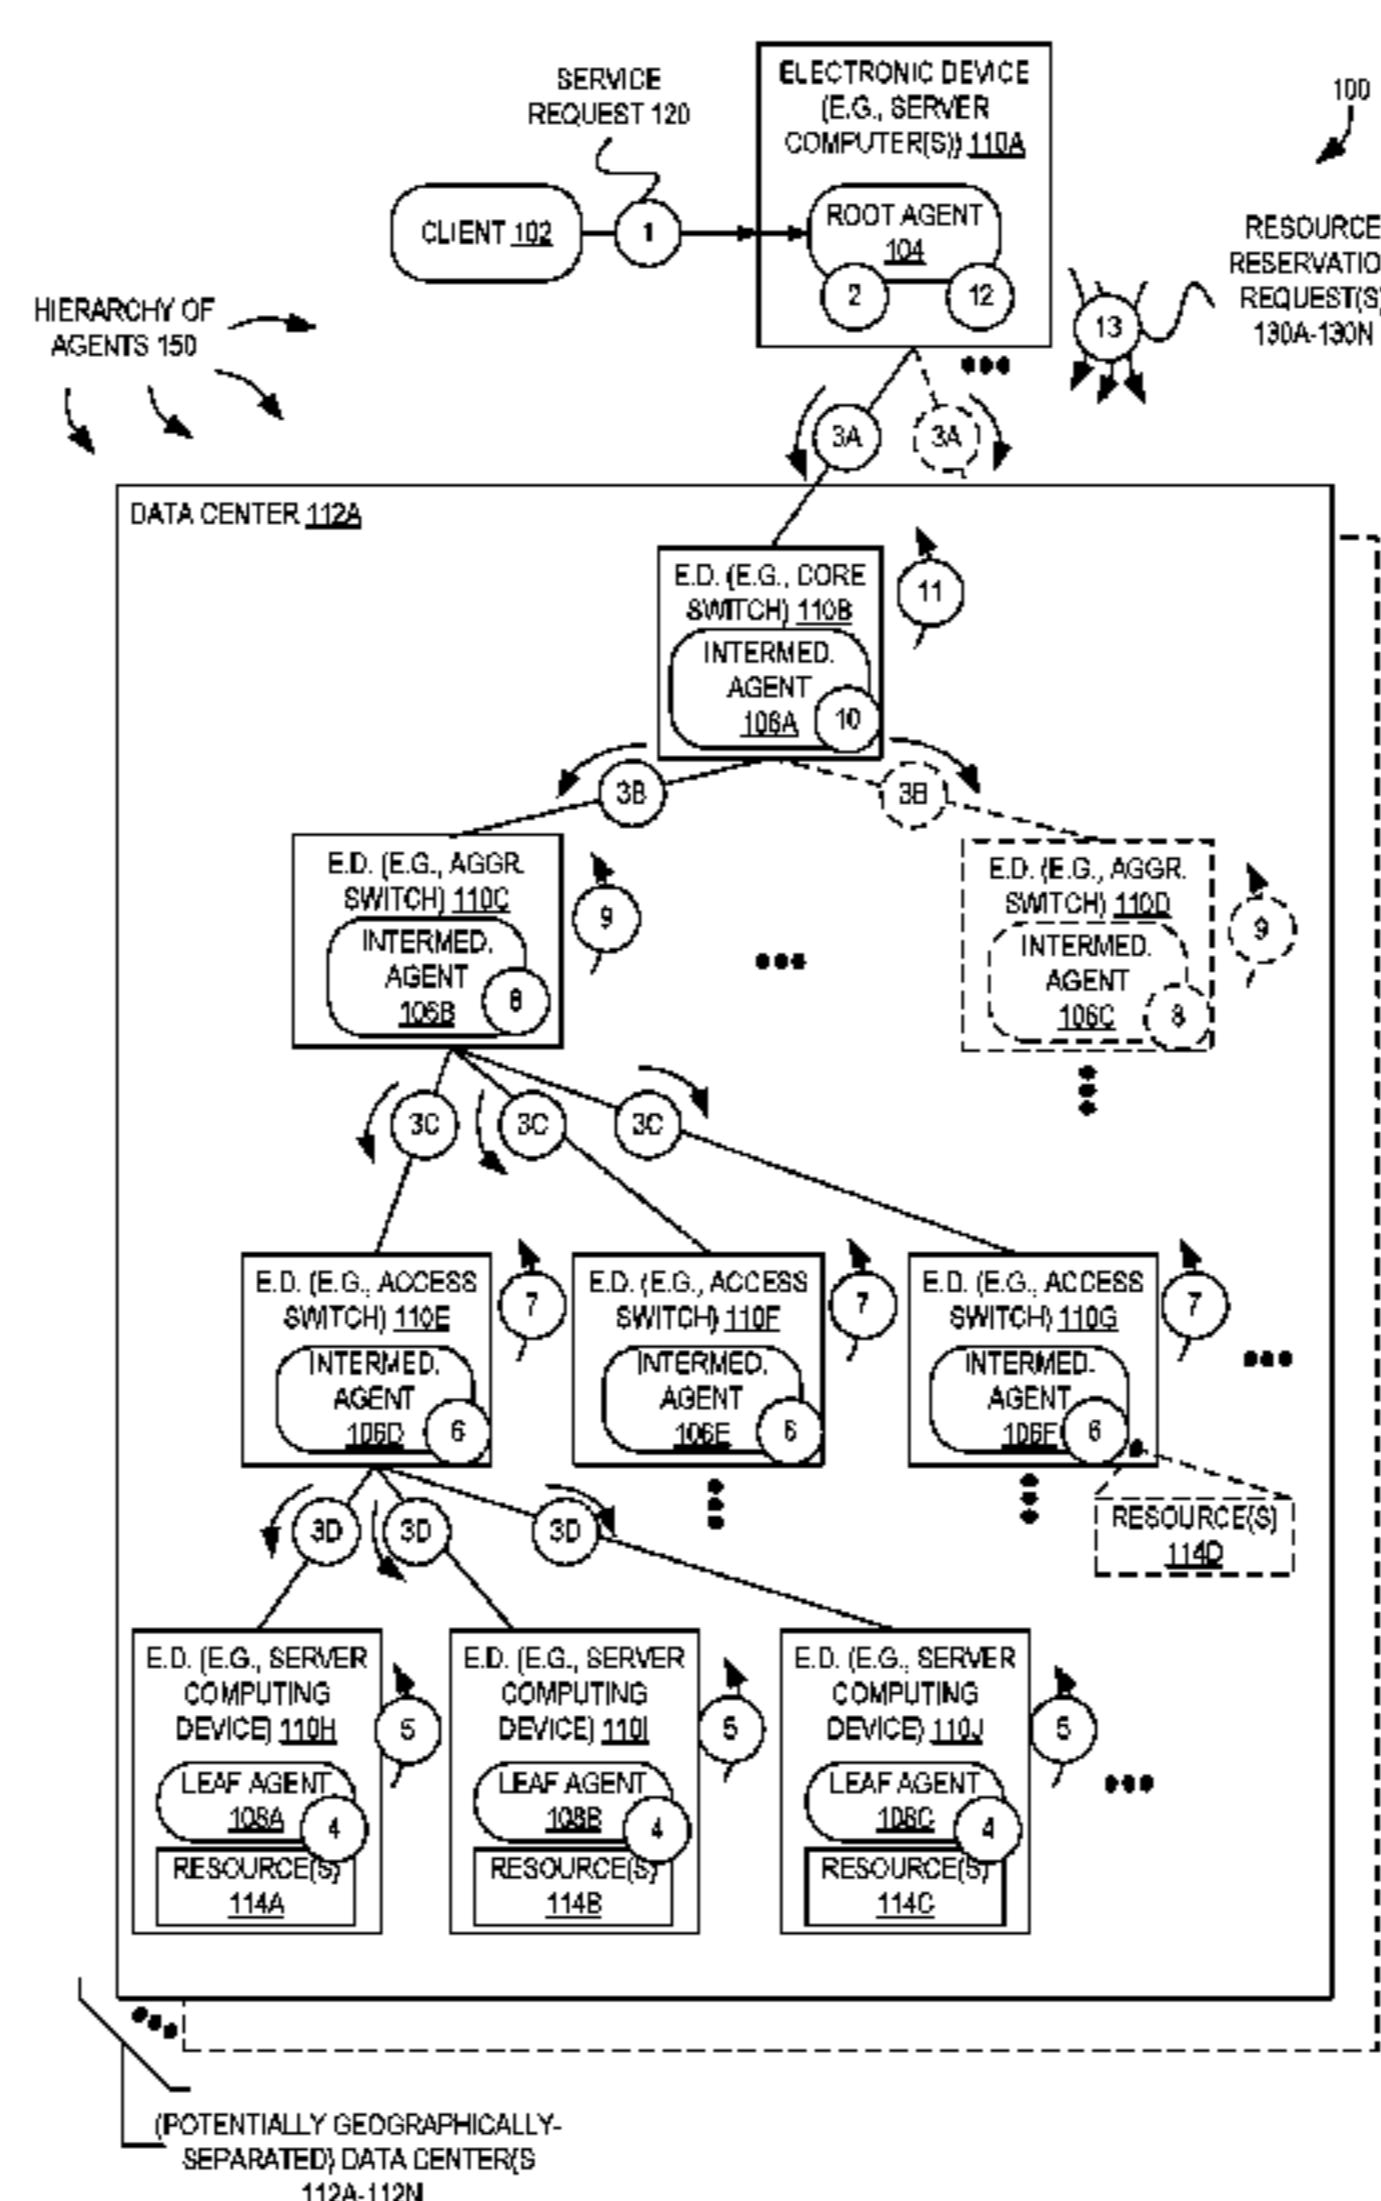 SERVICE
REQUEST 120
ELECTRONIC DEVICE
(E.G., SERVER
COMPUTER(S)) 110A
100
CLIENT 102
1
ROOT AGENT
104
2
12
RESOURCE
RESERVATIO
REQUEST(S)
130A-130N
13
HIERARCHY OF
AGENTS 150
3A
3A
DATA CENTER 112A
E.D. (E.G., CORE
SWITCH) 110B
INTERMED.
AGENT
106A
10
11
3B
3B
E.D. (E.G., AGGR.
SWITCH) 110C
INTERMED.
AGENT
106B
8
9
E.D. (E.G., AGGR.
SWITCH) 110D
INTERMED.
AGENT
106C
8
9
3C
3C
3C
E.D. (E.G., ACCESS
SWITCH) 110E
INTERMED.
AGENT
106D
6
7
E.D. (E.G., ACCESS
SWITCH) 110F
INTERMED.
AGENT
106E
6
7
E.D. (E.G., ACCESS
SWITCH) 110G
INTERMED.
AGENT
106F
6
7
RESOURCE(S)
114D
3D
3D
3D
E.D. (E.G., SERVER
COMPUTING
DEVICE) 110H
LEAF AGENT
108A
4
RESOURCE(S)
114A
5
E.D. (E.G., SERVER
COMPUTING
DEVICE) 110I
LEAF AGENT
108B
4
RESOURCE(S)
114B
5
E.D. (E.G., SERVER
COMPUTING
DEVICE) 110J
LEAF AGENT
108C
4
RESOURCE(S)
114C
5
(POTENTIALLY GEOGRAPHICALLY-
SEPARATED) DATA CENTER(S
112A-112N